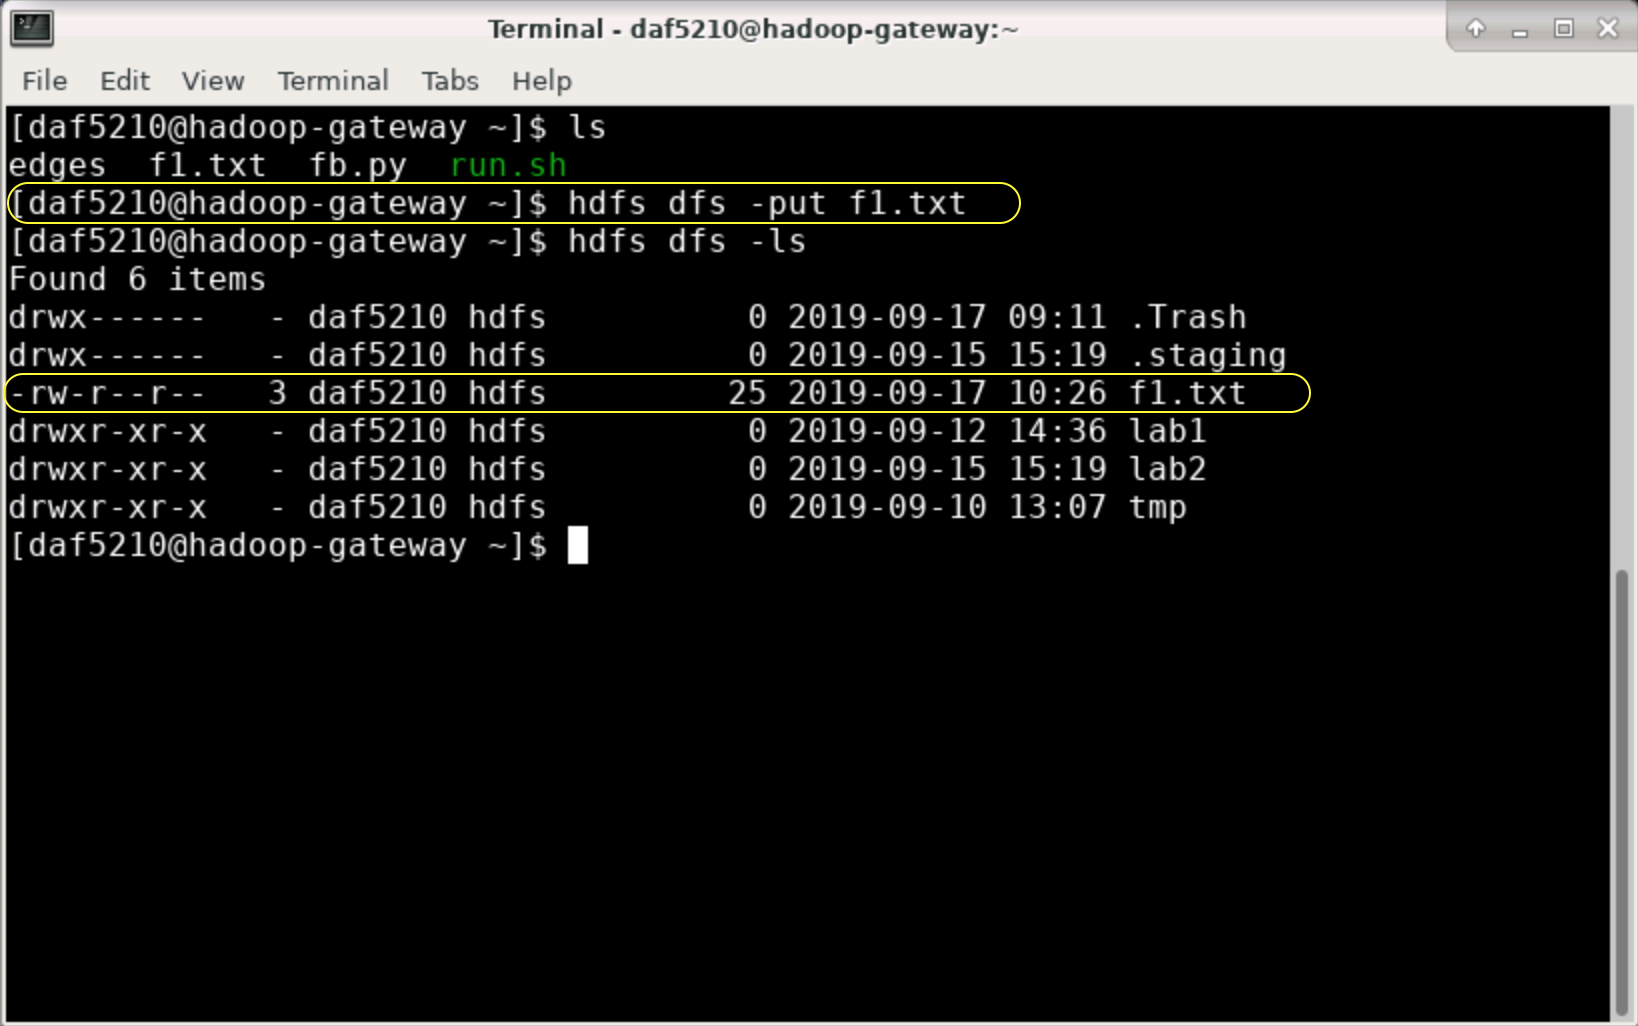 Terminal - daf5210@hadoop-gateway:~
File Edit View Terminal Tabs Help
[daf5210@hadoop-gateway ~]$ ls
edges  f1.txt  fb.py  run.sh
[daf5210@hadoop-gateway ~]$ hdfs dfs -put f1.txt
[daf5210@hadoop-gateway ~]$ hdfs dfs -ls
Found 6 items
drwx------   - daf5210 hdfs          0 2019-09-17 09:11 .Trash
drwx------   - daf5210 hdfs          0 2019-09-15 15:19 .staging
-rw-r--r--   3 daf5210 hdfs         25 2019-09-17 10:26 f1.txt
drwxr-xr-x   - daf5210 hdfs          0 2019-09-12 14:36 lab1
drwxr-xr-x   - daf5210 hdfs          0 2019-09-15 15:19 lab2
drwxr-xr-x   - daf5210 hdfs          0 2019-09-10 13:07 tmp
[daf5210@hadoop-gateway ~]$